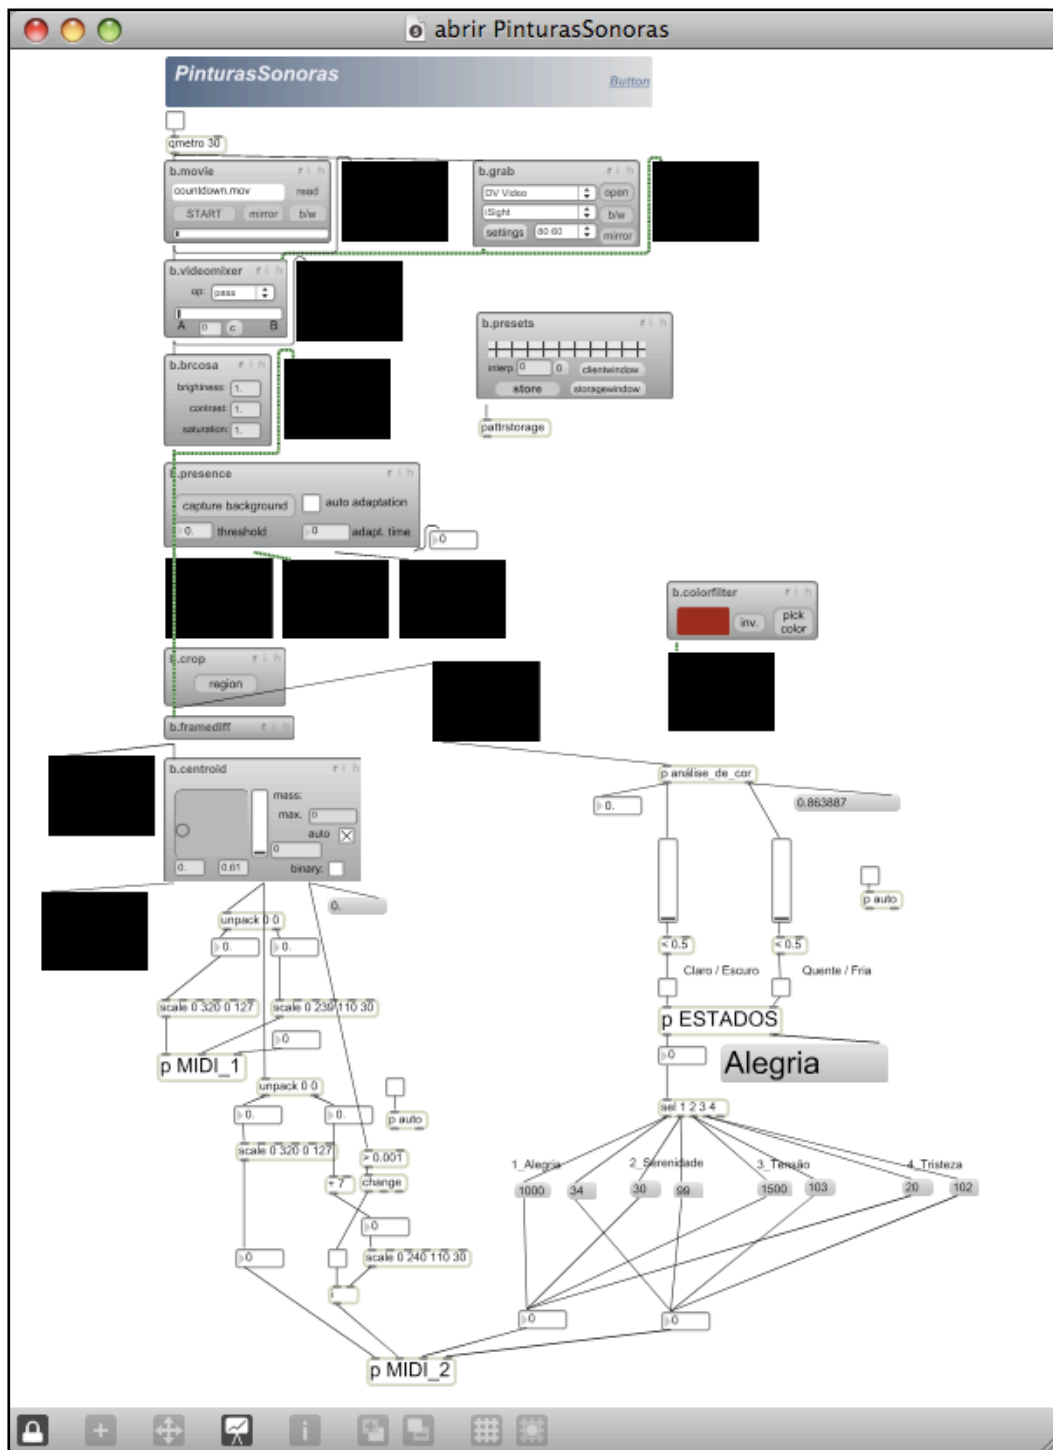 abrir PinturasSonoras
PinturasSonoras
Button
qmetro 30
b.movie r i h
countdown.mov read
START mirror b/w
b.grab r i h
DV Video open
iSight b/w
settings 80 60 mirror
b.videomixer r i h
op: pass
A 0 c B
b.presets r i h
interp. 0 0 clientwindow
store storagewindow
pattrstorage
b.brcosa r i h
brightness: 1.
contrast: 1.
saturation: 1.
b.presence r i h
capture background auto adaptation
0. threshold 0 adapt. time
0
b.colorfilter r i h
inv. pick color
b.crop r i h
region
b.framediff r i h
b.centroid r i h
mass:
max. 0
auto
0
0. 0.61 binary:
p análise_de_cor
0. 0.863887
p auto
0.
unpack 0 0
0. 0.
< 0.5 < 0.5
Claro / Escuro Quente / Fria
scale 0 320 0 127 scale 0 239 110 30
0
p MIDI_1
p ESTADOS
0 Alegria
unpack 0 0
0. 0. p auto
sel 1 2 3 4
scale 0 320 0 127 > 0.001
+ 7 change
1_Alegria 2_Serenidade 3_Tensão 4_Tristeza
1000 34 30 99 1500 103 20 102
0
0 scale 0 240 110 30
i
0 0
p MIDI_2